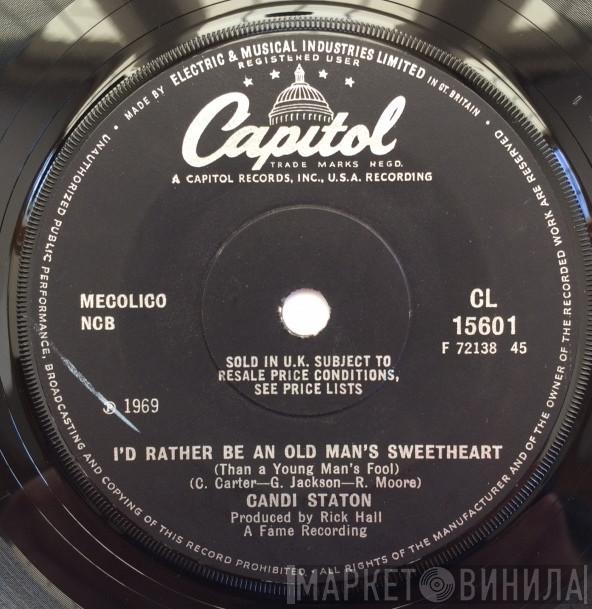 MADE BY ELECTRIC & MUSICAL INDUSTRIES LIMITED IN GT. BRITAIN •
REGISTERED USER
Capitol
TRADE MARKS REGD.
A CAPITOL RECORDS, INC., U.S.A. RECORDING
MECOLICO
NCB
CL
15601
F 72138 45
SOLD IN U.K. SUBJECT TO
RESALE PRICE CONDITIONS,
SEE PRICE LISTS
℗ 1969
I'D RATHER BE AN OLD MAN'S SWEETHEART
(Than a Young Man's Fool)
(C. Carter—G. Jackson—R. Moore)
CANDI STATON
Produced by Rick Hall
A Fame Recording
ALL RIGHTS OF THE MANUFACTURER AND OF THE OWNER OF THE RECORDED WORK ARE RESERVED •
UNAUTHORIZED PUBLIC PERFORMANCE, BROADCASTING AND COPYING OF THIS RECORD PROHIBITED •
МАРКЕТ ВИНИЛА